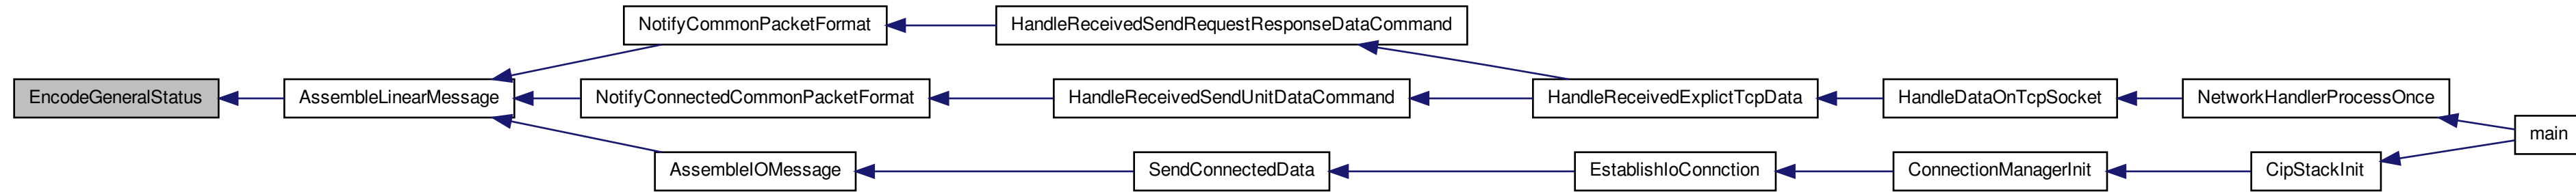 NotifyCommonPacketFormat
HandleReceivedSendRequestResponseDataCommand
EncodeGeneralStatus
AssembleLinearMessage
NotifyConnectedCommonPacketFormat
HandleReceivedSendUnitDataCommand
HandleReceivedExplictTcpData
HandleDataOnTcpSocket
NetworkHandlerProcessOnce
main
AssembleIOMessage
SendConnectedData
EstablishIoConnction
ConnectionManagerInit
CipStackInit